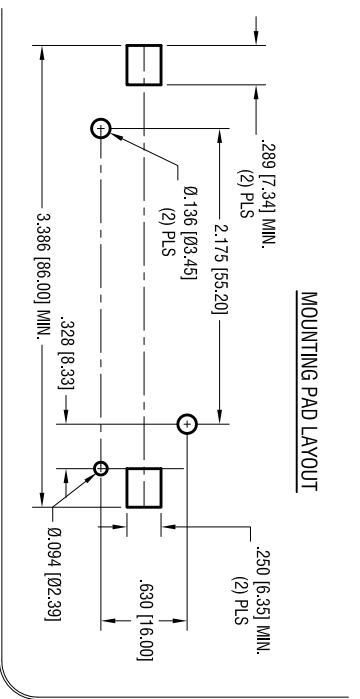 MOUNTING PAD LAYOUT
.289 [7.34] MIN.
(2) PLS
.250 [6.35] MIN.
(2) PLS
2.175 [55.20]
Ø.136 [Ø3.45]
(2) PLS
.630 [16.00]
.328 [8.33]
Ø.094 [Ø2.39]
3.386 [86.00] MIN.